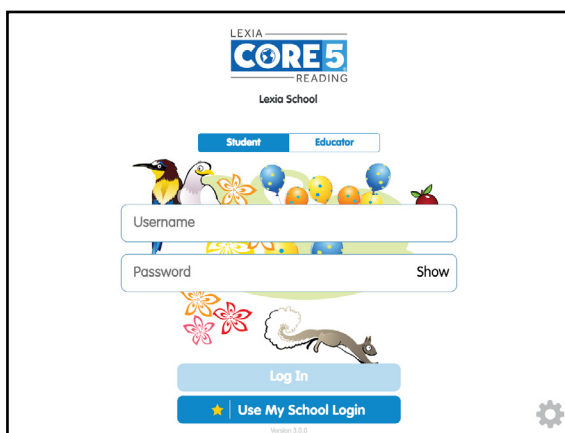 LEXIA
CORE5
READING
Lexia School
Student Educator
Username
Password Show
Log In
Use My School Login
Version 3.0.0